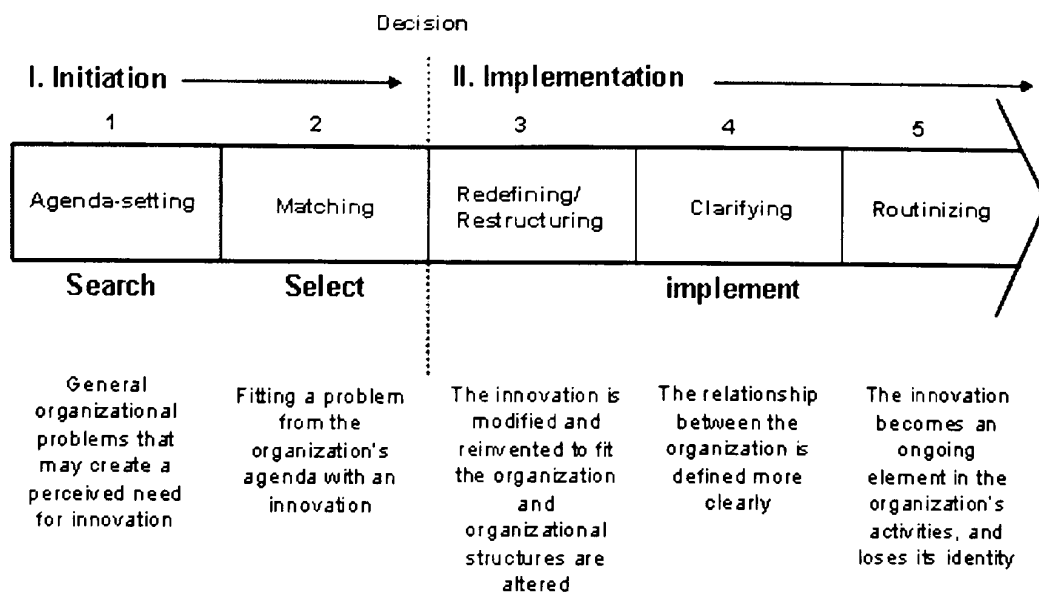 Decision
I. Initiation
II. Implementation
1
2
3
4
5
Agenda-setting
Matching
Redefining/
Restructuring
Clarifying
Routinizing
Search
Select
implement
General
organizational
problems that
may create a
perceived need
for innovation
Fitting a problem
from the
organization's
agenda with an
innovation
The innovation is
modified and
reinvented to fit
the organization
and
organizational
structures are
altered
The relationship
between the
organization is
defined more
clearly
The innovation
becomes an
ongoing
element in the
organization's
activities, and
loses its identity